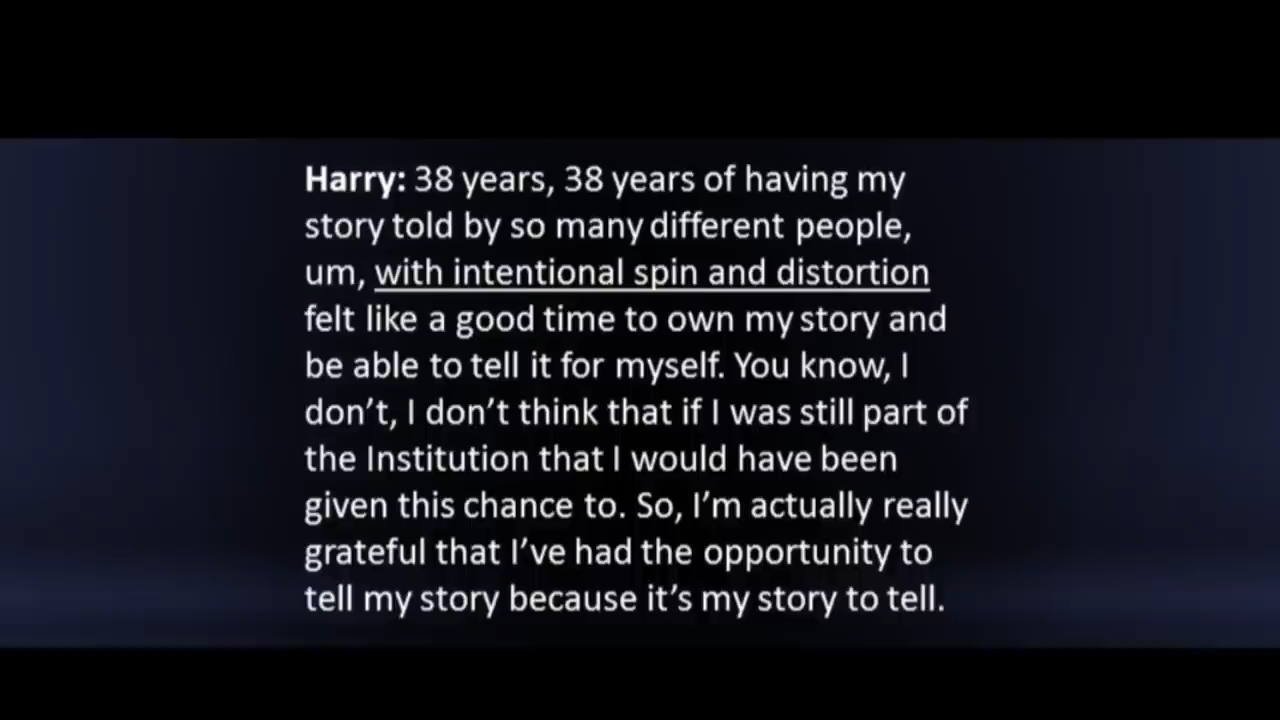 Harry: 38 years, 38 years of having my
story told by so many different people,
um, with intentional spin and distortion
felt like a good time to own my story and
be able to tell it for myself. You know, I
don’t, I don’t think that if I was still part of
the Institution that I would have been
given this chance to. So, I’m actually really
grateful that I’ve had the opportunity to
tell my story because it’s my story to tell.